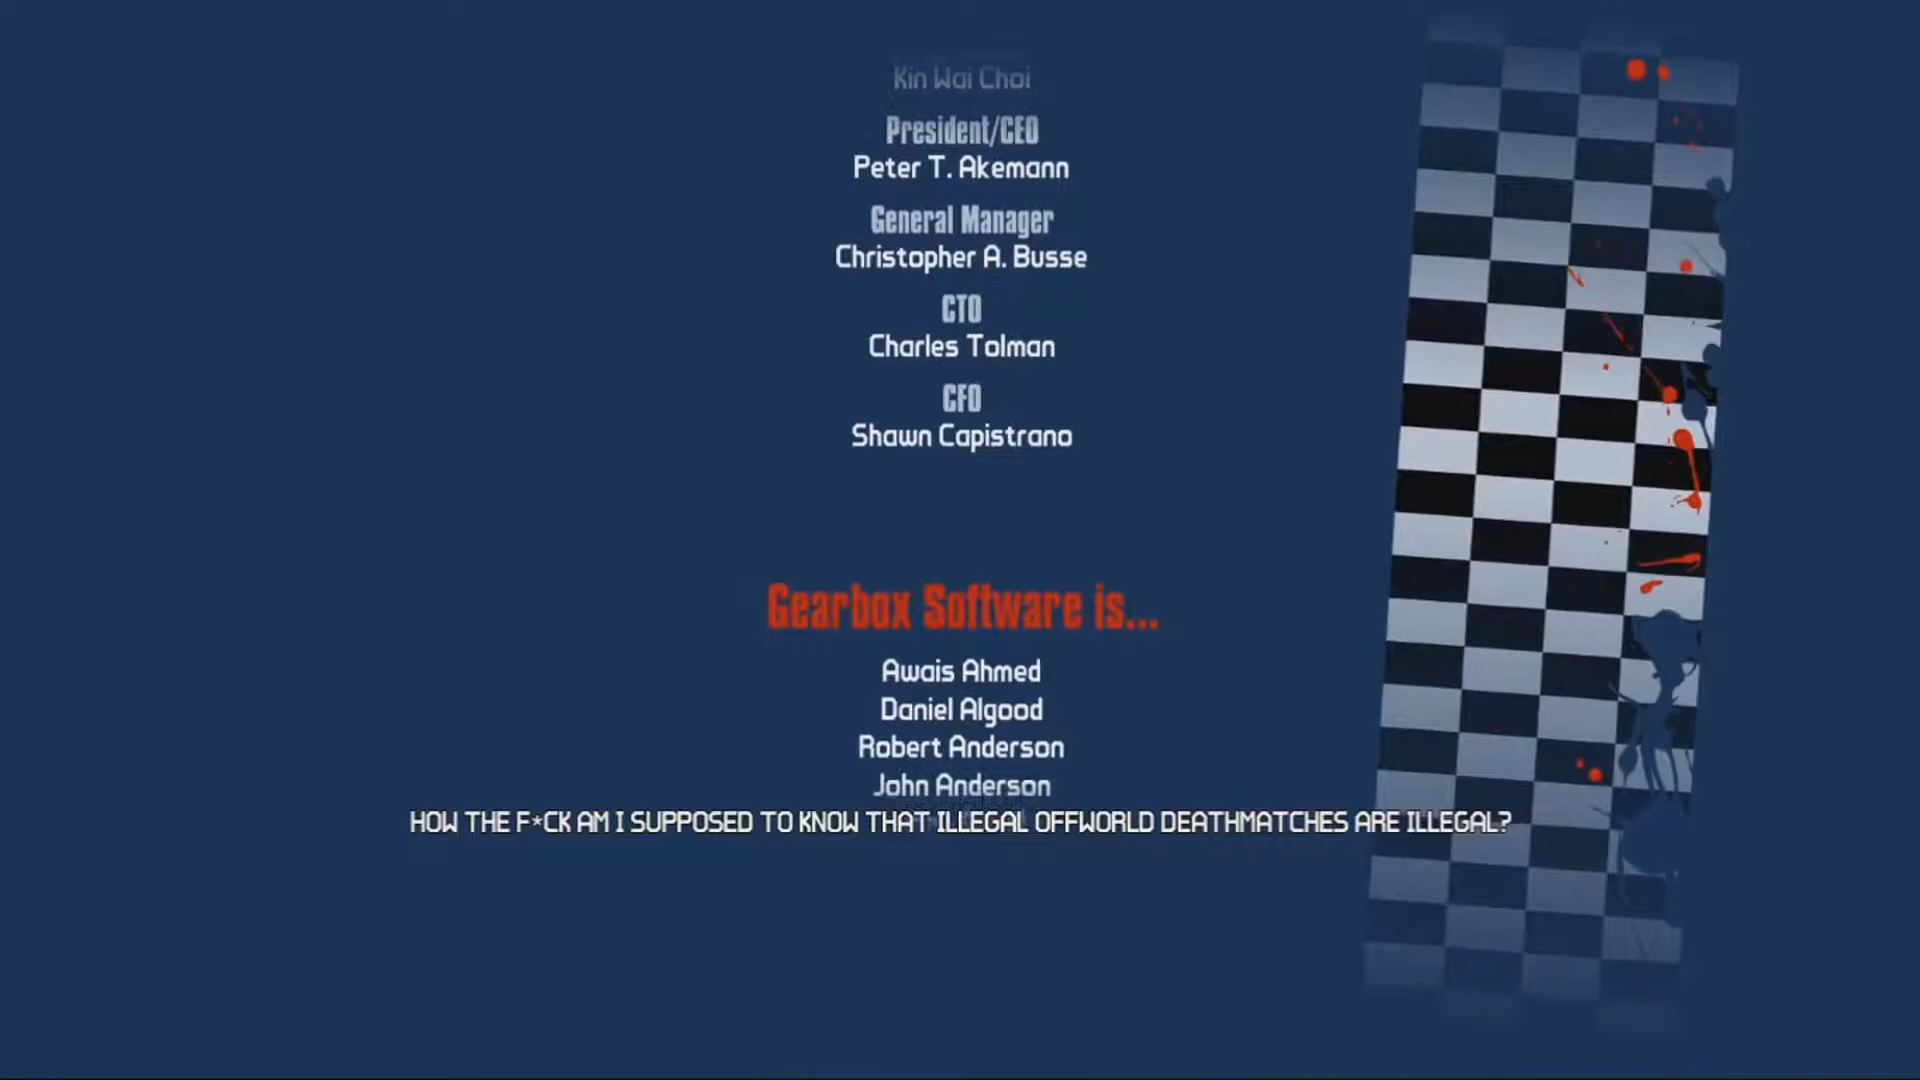 Kin Wai Choi
President/CEO
Peter T. Akemann
General Manager
Christopher A. Busse
CTO
Charles Tolman
CFO
Shawn Capistrano
Gearbox Software is...
Awais Ahmed
Daniel Algood
Robert Anderson
John Anderson
HOW THE F*CK AM I SUPPOSED TO KNOW THAT ILLEGAL OFFWORLD DEATHMATCHES ARE ILLEGAL?